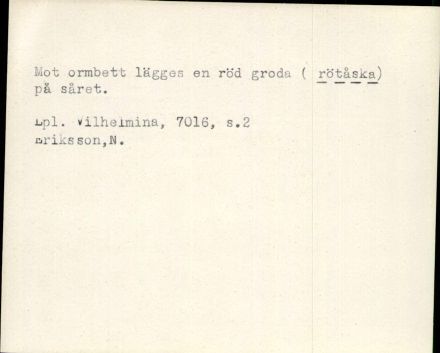 Mot ormbett lägges en röd groda ( rötåska)
på såret.
Lpl. Vilhelmina, 7016, s.2
Eriksson,N.